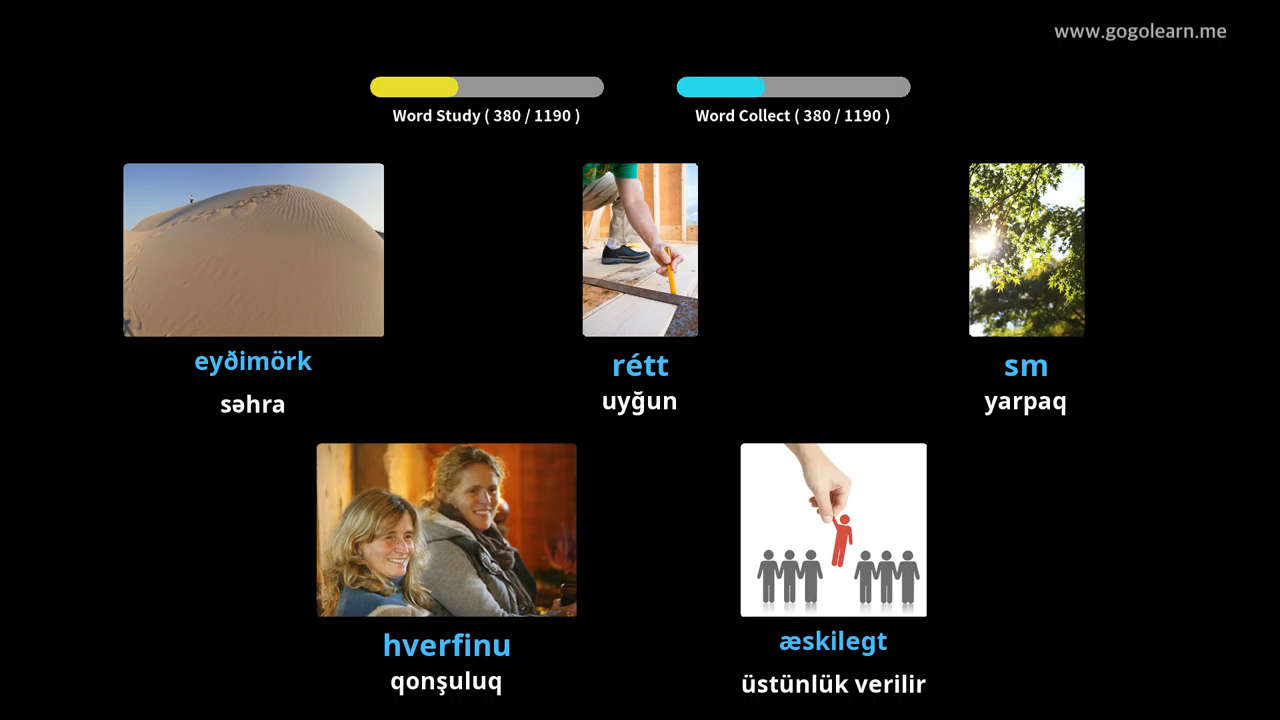 www.gogolearn.me
Word Study ( 380 / 1190 )
Word Collect ( 380 / 1190 )
eyðimörk
səhra
rétt
uyğun
sm
yarpaq
hverfinu
qonşuluq
æskilegt
üstünlük verilir